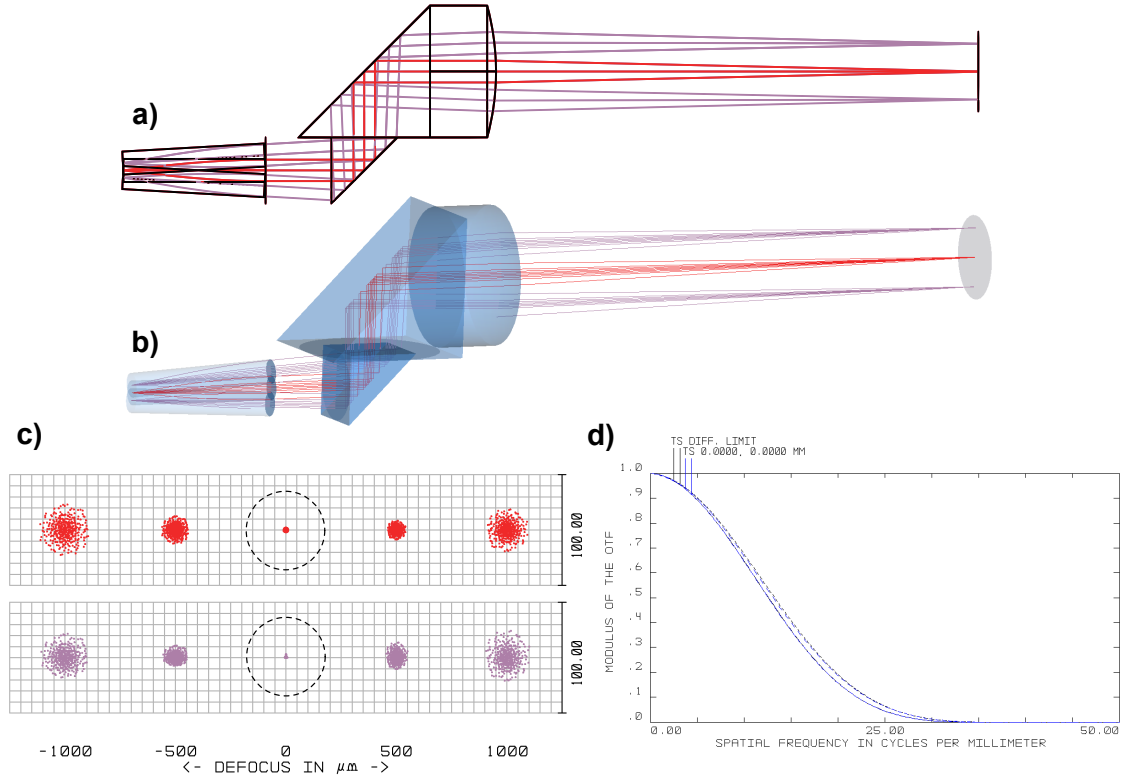 a)
b)
c)
100.00
100.00
-1000 -500 0 500 1000
<- DEFOCUS IN μm ->
d)
TS DIFF. LIMIT
TS 0.0000, 0.0000 MM
1.0
.9
.8
.7
.6
.5
.4
.3
.2
.1
.0
MODULUS OF THE OTF
0.00 25.00 50.00
SPATIAL FREQUENCY IN CYCLES PER MILLIMETER